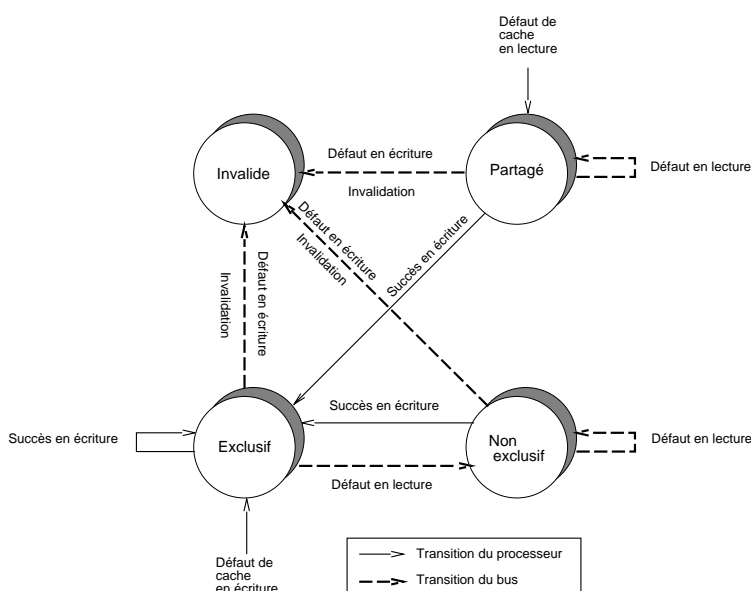 Défaut de
cache
en lecture
Invalide
Défaut en écriture
Invalidation
Partagé
Défaut en lecture
Défaut en écriture
Invalidation
Succès en écriture
Défaut en écriture
Invalidation
Succès en écriture
Exclusif
Succès en écriture
Défaut en lecture
Non
exclusif
Défaut en lecture
Défaut de
cache
en écriture
Transition du processeur
Transition du bus